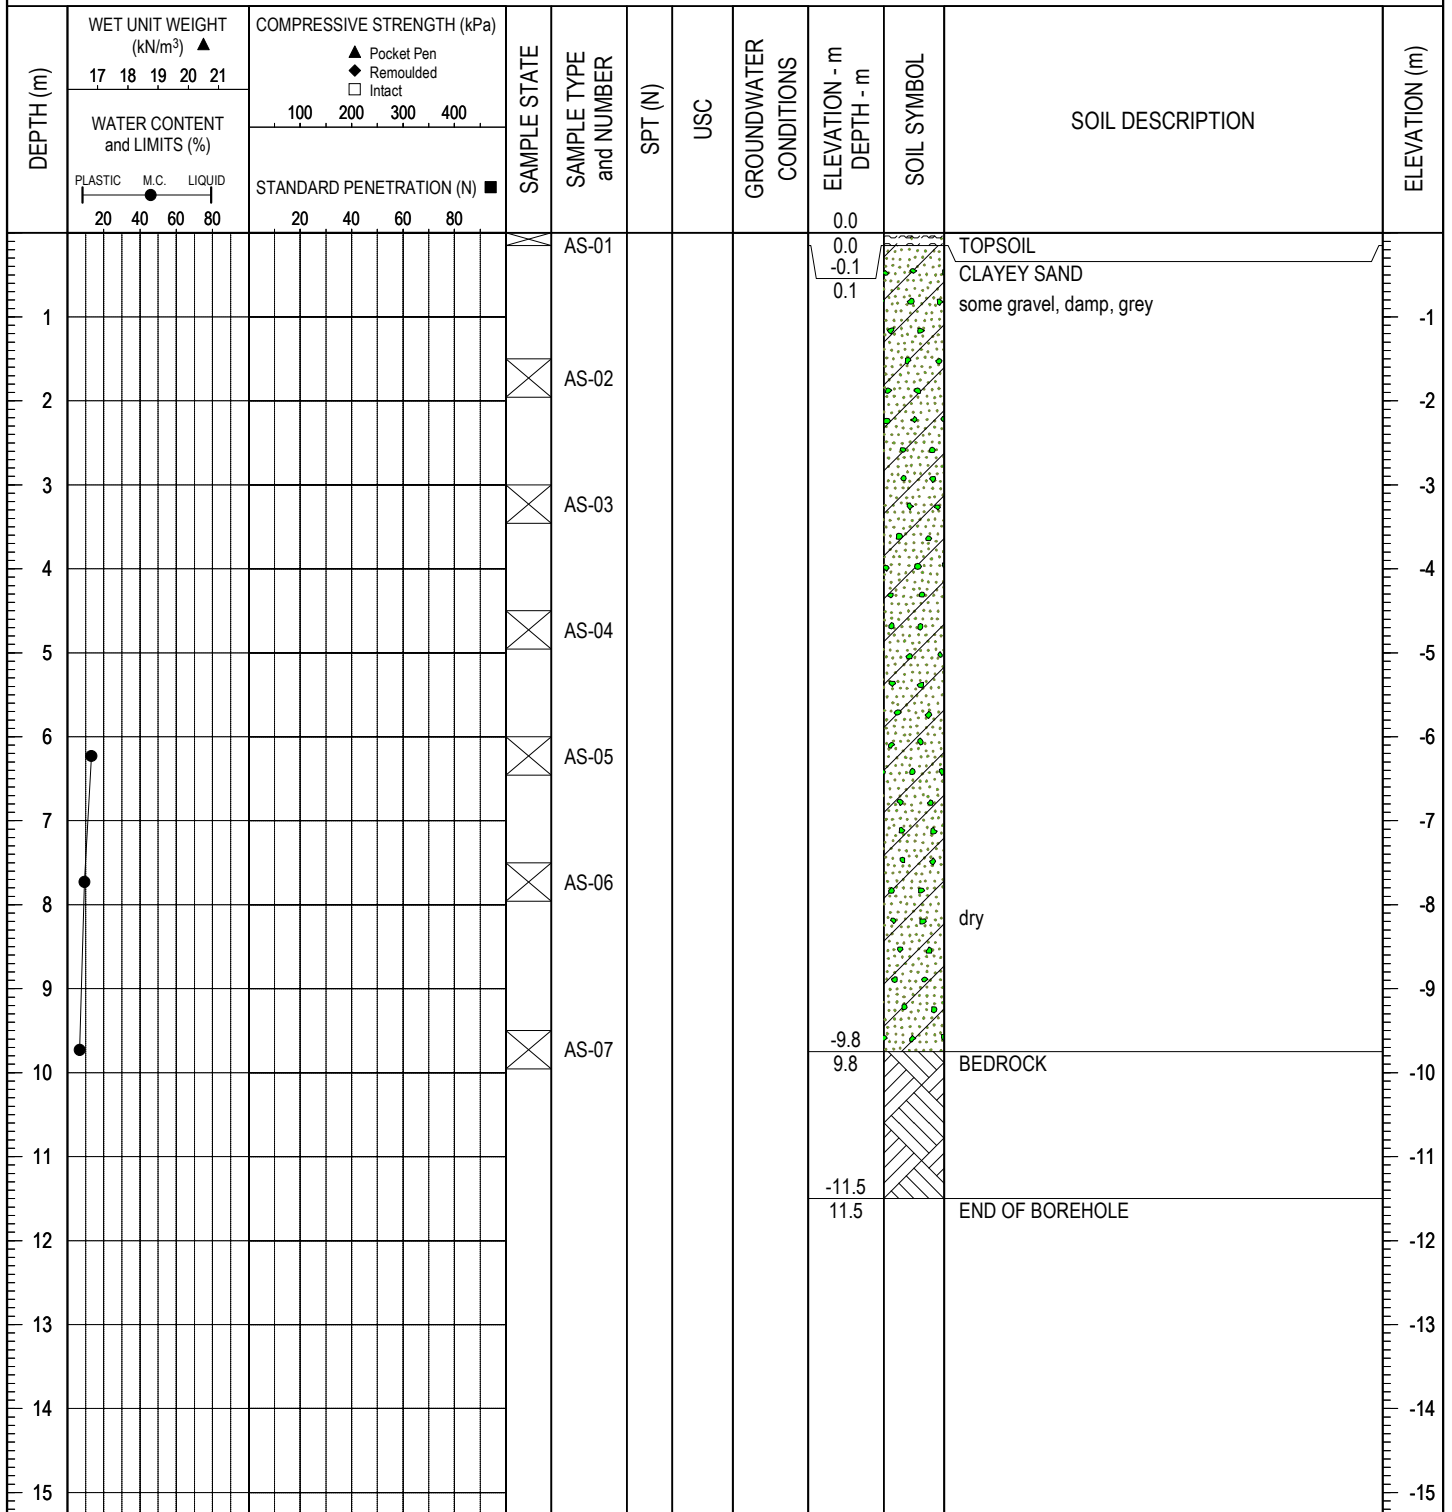 WET UNIT WEIGHT
(kN/m³) ▲
17 18 19 20 21
WATER CONTENT
and LIMITS (%)
PLASTIC M.C. LIQUID
20 40 60 80
COMPRESSIVE STRENGTH (kPa)
▲ Pocket Pen
◆ Remoulded
□ Intact
100 200 300 400
STANDARD PENETRATION (N) ■
20 40 60 80
DEPTH (m)
SAMPLE STATE
SAMPLE TYPE
and NUMBER
SPT (N)
USC
GROUNDWATER
CONDITIONS
ELEVATION - m
DEPTH - m
SOIL SYMBOL
SOIL DESCRIPTION
ELEVATION (m)
0.0
AS-01 0.0 TOPSOIL
-0.1 CLAYEY SAND
0.1 some gravel, damp, grey
1 -1
AS-02
2 -2
3 -3
AS-03
4 -4
AS-04
5 -5
6 -6
AS-05
7 -7
AS-06
8 -8
dry
9 -9
-9.8
AS-07
9.8 BEDROCK
10 -10
11 -11
-11.5
11.5 END OF BOREHOLE
12 -12
13 -13
14 -14
15 -15